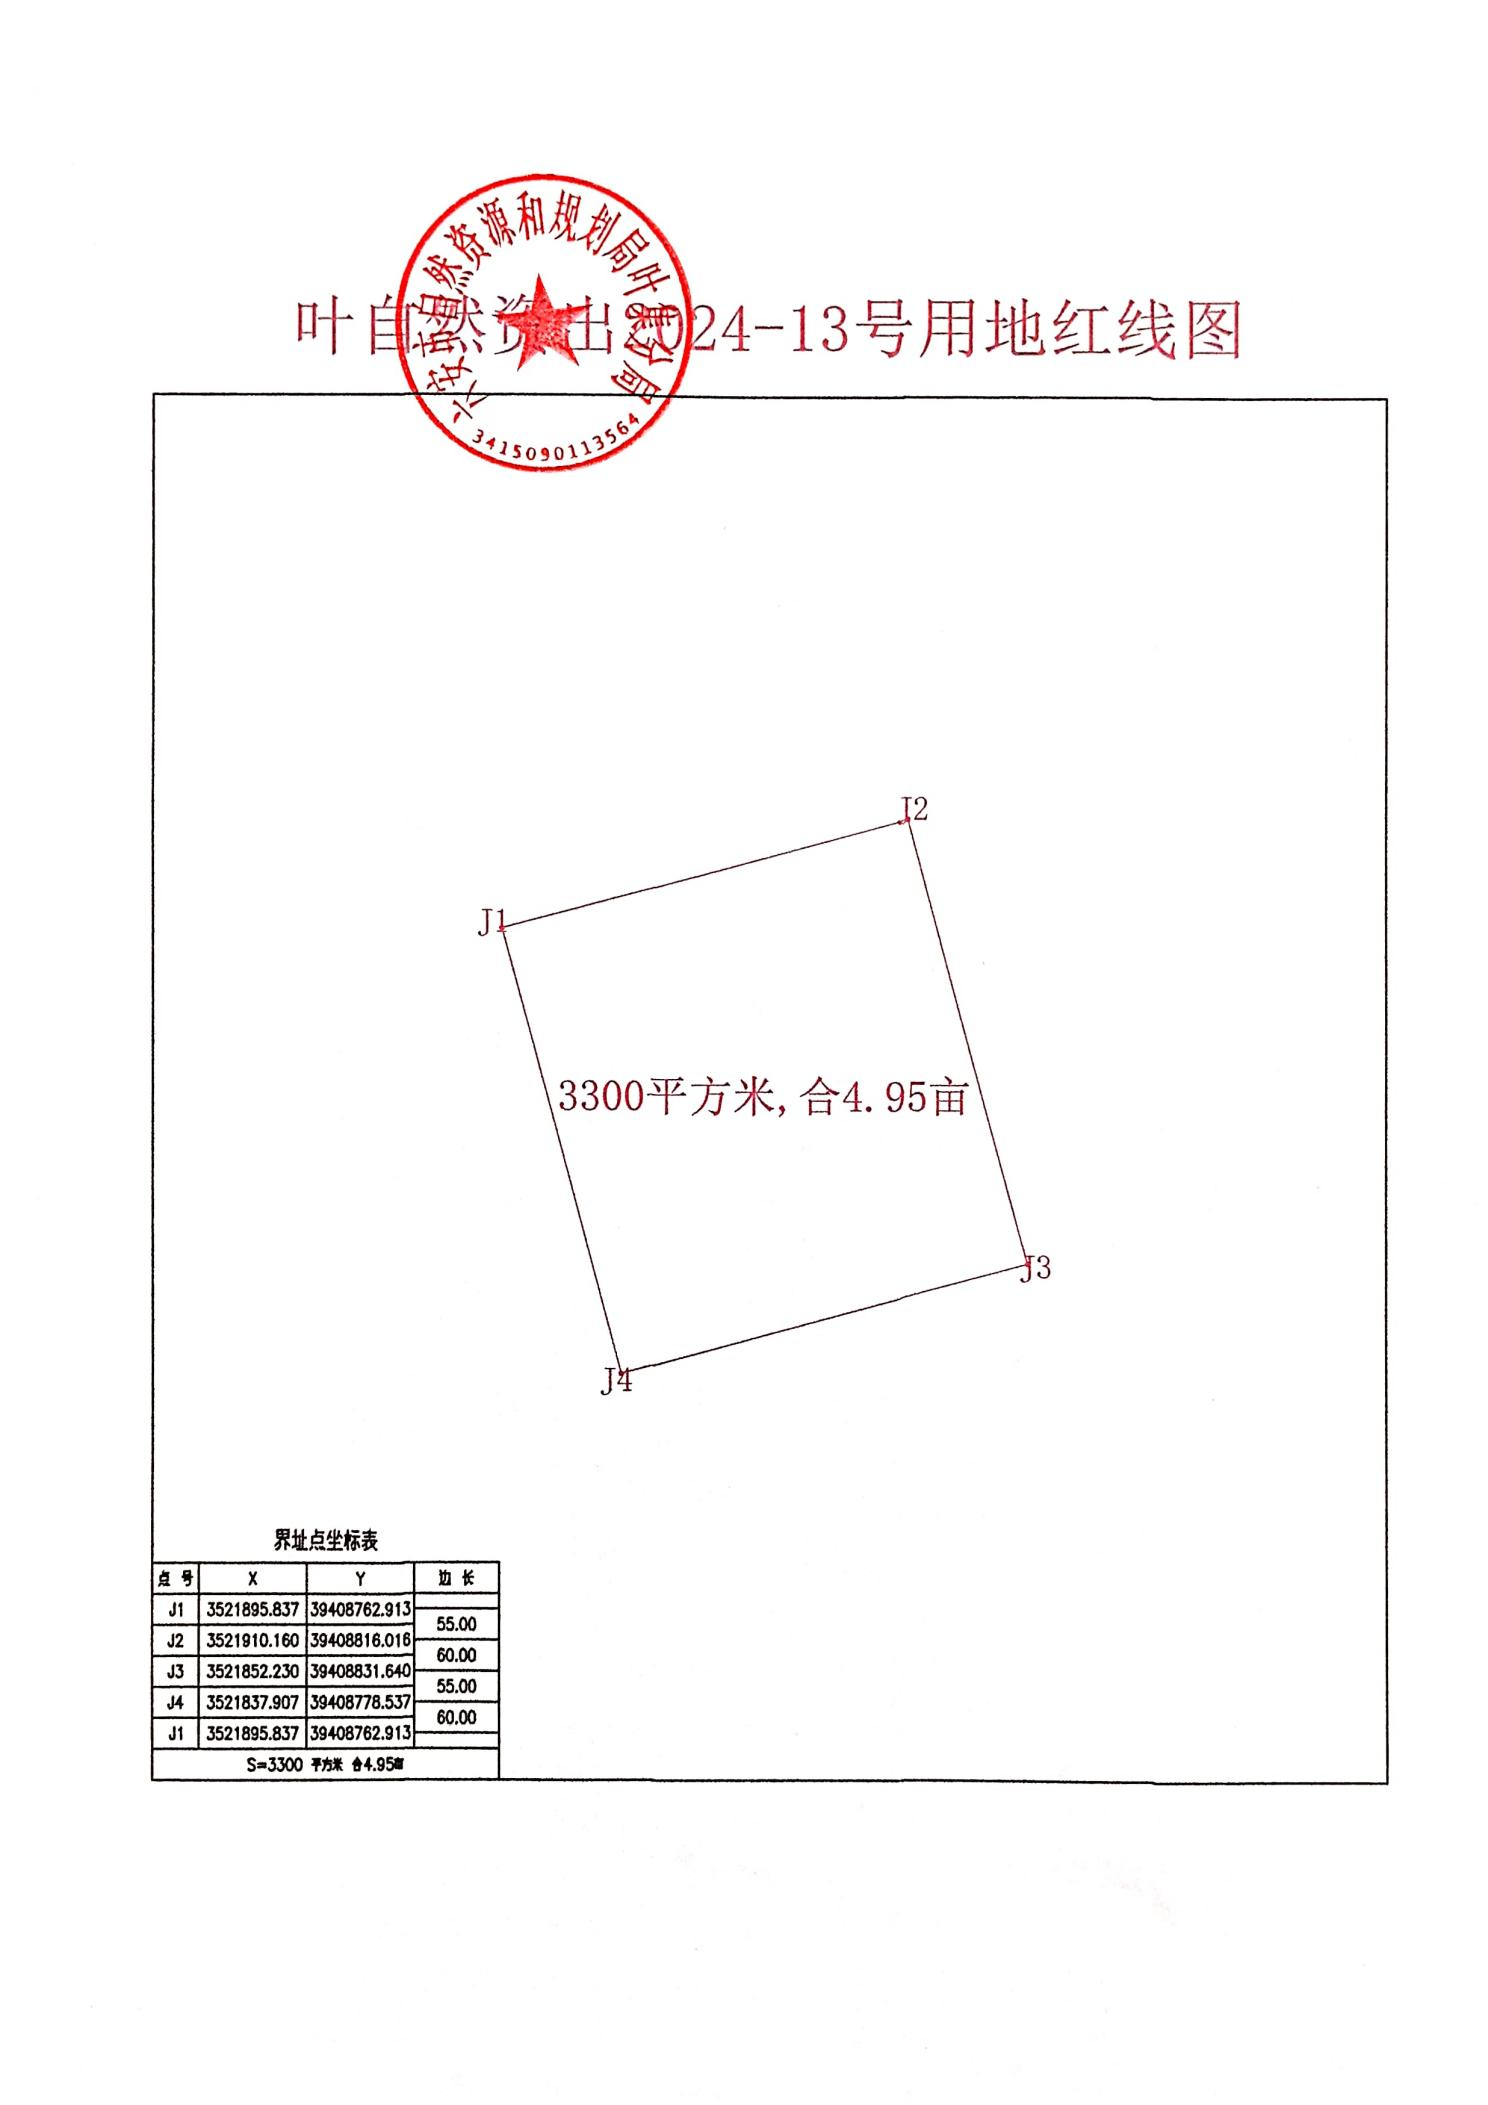 六安市自然资源和规划局叶集分局
叶自然资出2024-13号用地红线图
3415090113564
J2
J1
3300平方米,合4.95亩
J3
J4
界址点坐标表
点号 X Y 边长
J1 3521895.837 39408762.913
55.00
J2 3521910.160 39408816.016
60.00
J3 3521852.230 39408831.640
55.00
J4 3521837.907 39408778.537
60.00
J1 3521895.837 39408762.913
S=3300 平方米 合4.95亩